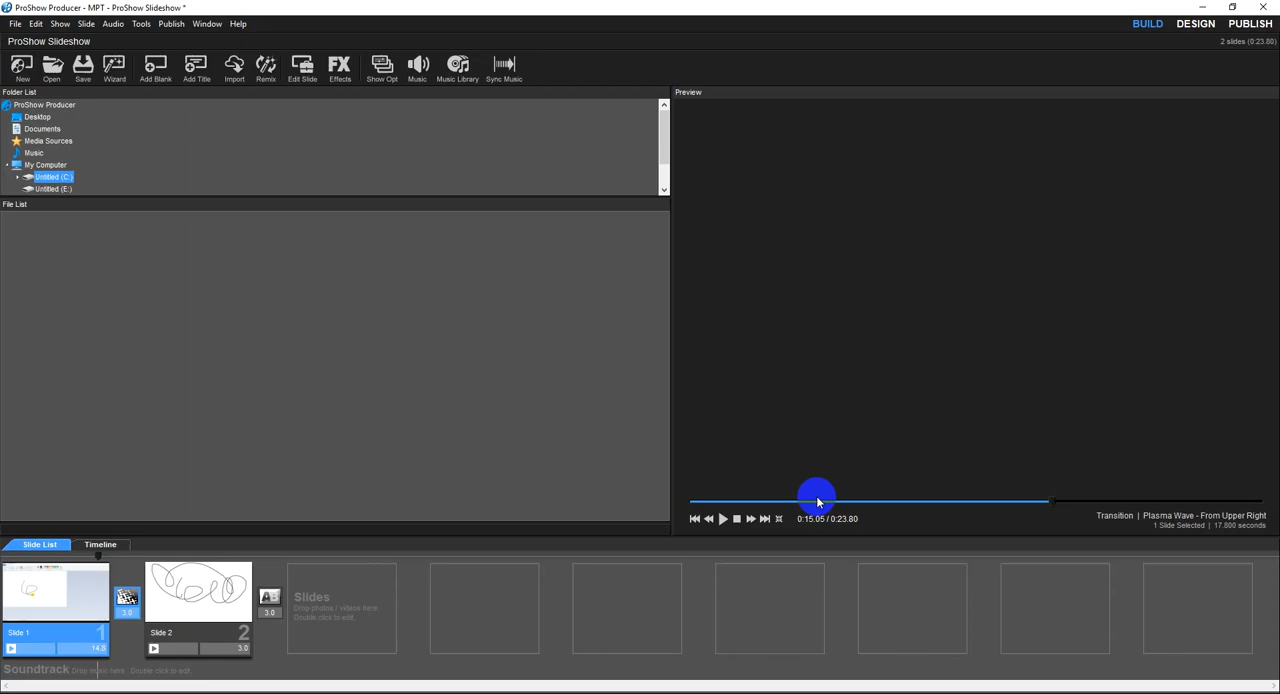 ProShow Producer - MPT - ProShow Slideshow *
File Edit Show Slide Audio Tools Publish Window Help
BUILD DESIGN PUBLISH
ProShow Slideshow
2 slides (0:23.80)
New Open Save Wizard Add Blank Add Title Import Remix Edit Slide Effects Show Opt Music Music Library Sync Music
FX
Folder List
Preview
ProShow Producer
Desktop
Documents
Media Sources
Music
My Computer
Untitled (C:)
Untitled (E:)
File List
0:15.05 / 0:23.80
Transition | Plasma Wave - From Upper Right
1 Slide Selected | 17.800 seconds
Slide List Timeline
AB
3.0
3.0
Slides
Drop photos / videos here.
Double click to edit.
Slide 1
1
14.8
Slide 2
2
3.0
Soundtrack Drop music here. Double click to edit.